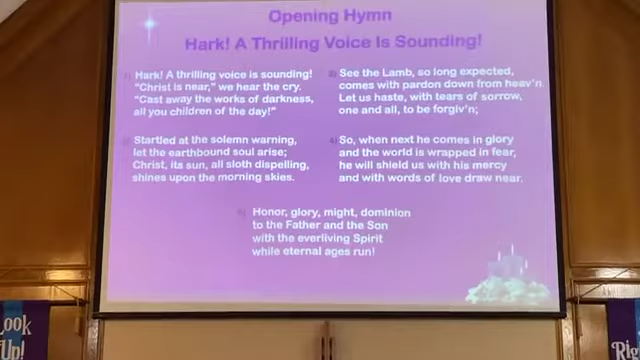 Opening Hymn
Hark! A Thrilling Voice Is Sounding!
1) Hark! A thrilling voice is sounding!
"Christ is near," we hear the cry.
"Cast away the works of darkness,
all you children of the day!"
2) See the Lamb, so long expected,
comes with pardon down from heav'n.
Let us haste, with tears of sorrow,
one and all, to be forgiv'n;
Startled at the solemn warning,
let the earthbound soul arise;
Christ, its sun, all sloth dispelling,
shines upon the morning skies.
4) So, when next he comes in glory
and the world is wrapped in fear,
he will shield us with his mercy
and with words of love draw near.
5) Honor, glory, might, dominion
to the Father and the Son
with the everliving Spirit
while eternal ages run!
Look
Up!